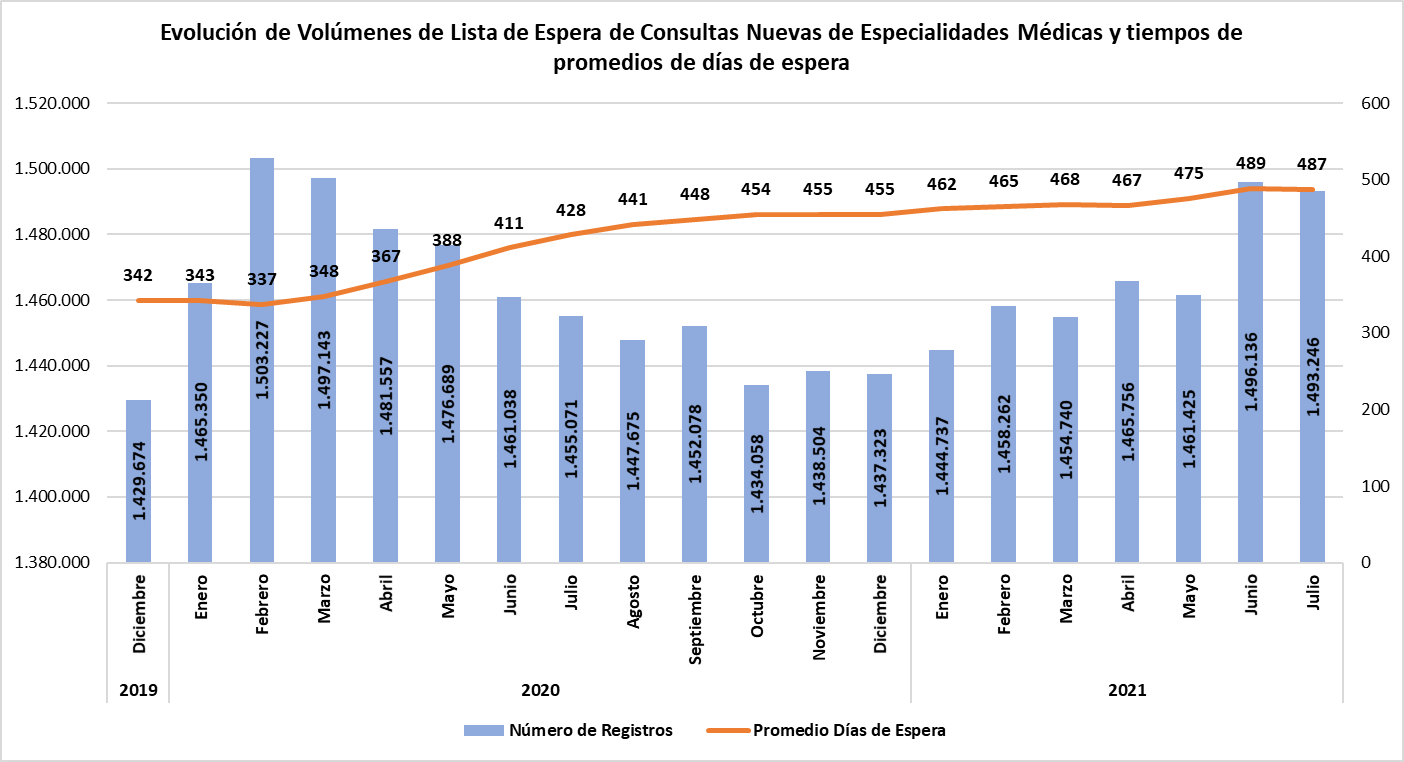 Evolución de Volúmenes de Lista de Espera de Consultas Nuevas de Especialidades Médicas y tiempos de
promedios de días de espera
1.520.000
1.500.000
1.480.000
1.460.000
1.440.000
1.420.000
1.400.000
1.380.000
600
500
400
300
200
100
0
342
343
337
348
367
388
411
428
441
448
454
455
455
462
465
468
467
475
489
487
1.429.674
1.465.350
1.503.227
1.497.143
1.481.557
1.476.689
1.461.038
1.455.071
1.447.675
1.452.078
1.434.058
1.438.504
1.437.323
1.444.737
1.458.262
1.454.740
1.465.756
1.461.425
1.496.136
1.493.246
Diciembre
Enero
Febrero
Marzo
Abril
Mayo
Junio
Julio
Agosto
Septiembre
Octubre
Noviembre
Diciembre
Enero
Febrero
Marzo
Abril
Mayo
Junio
Julio
2019
2020
2021
Número de Registros
Promedio Días de Espera